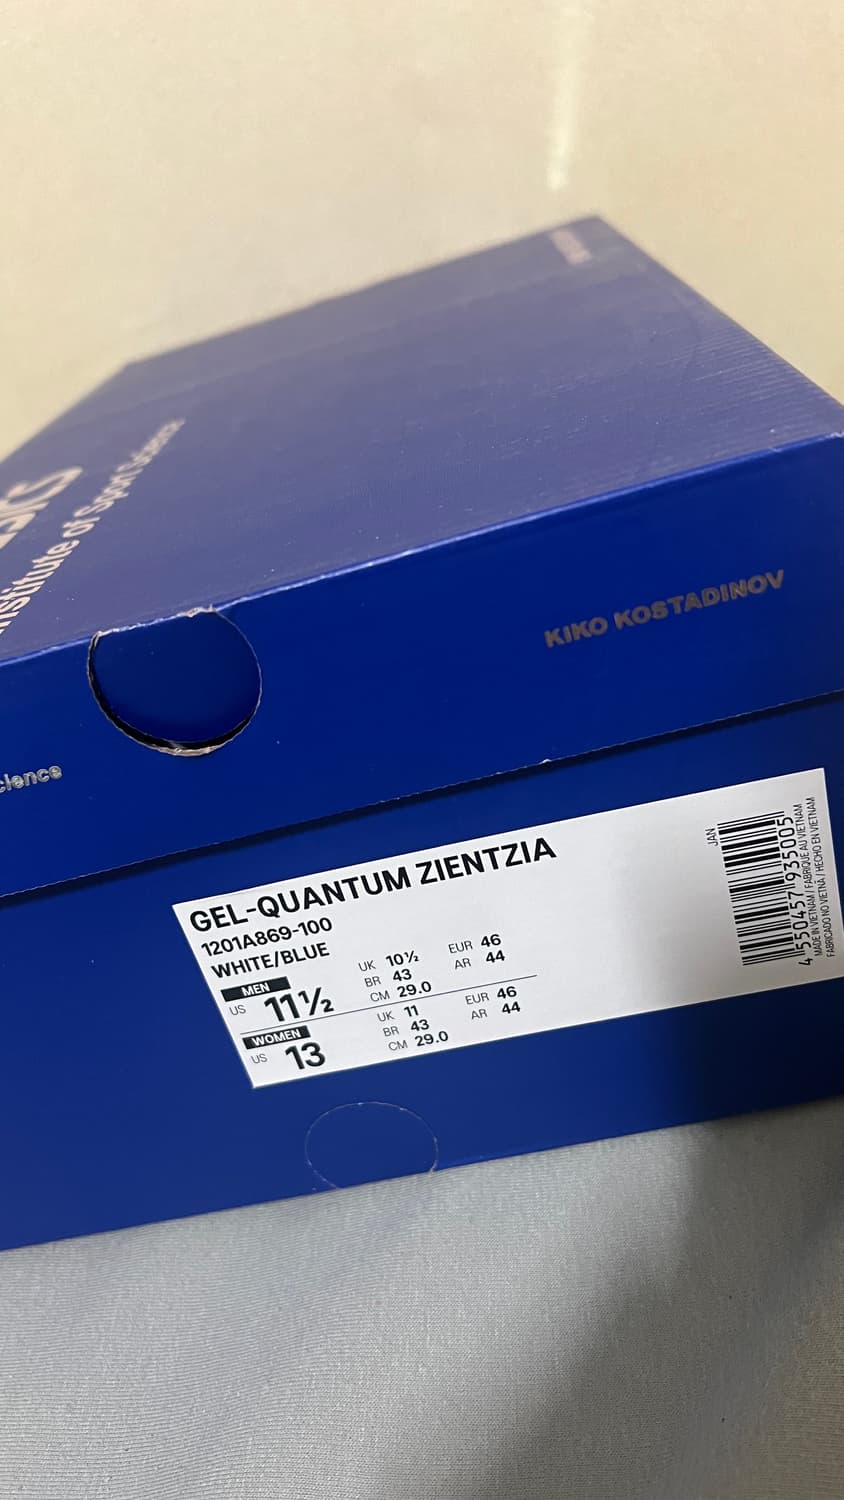 Institute of Sport Science
KIKO KOSTADINOV
cience
GEL-QUANTUM ZIENTZIA
1201A869-100
WHITE/BLUE
MEN
US 11½
UK 10½ EUR 46
BR 43 AR 44
CM 29.0
WOMEN
US 13
UK 11 EUR 46
BR 43 AR 44
CM 29.0
JAN
4 550457 935005
MADE IN VIETNAM / FABRIQUÉ AU VIETNAM
FABRICADO NO VIETNÃ / HECHO EN VIETNAM